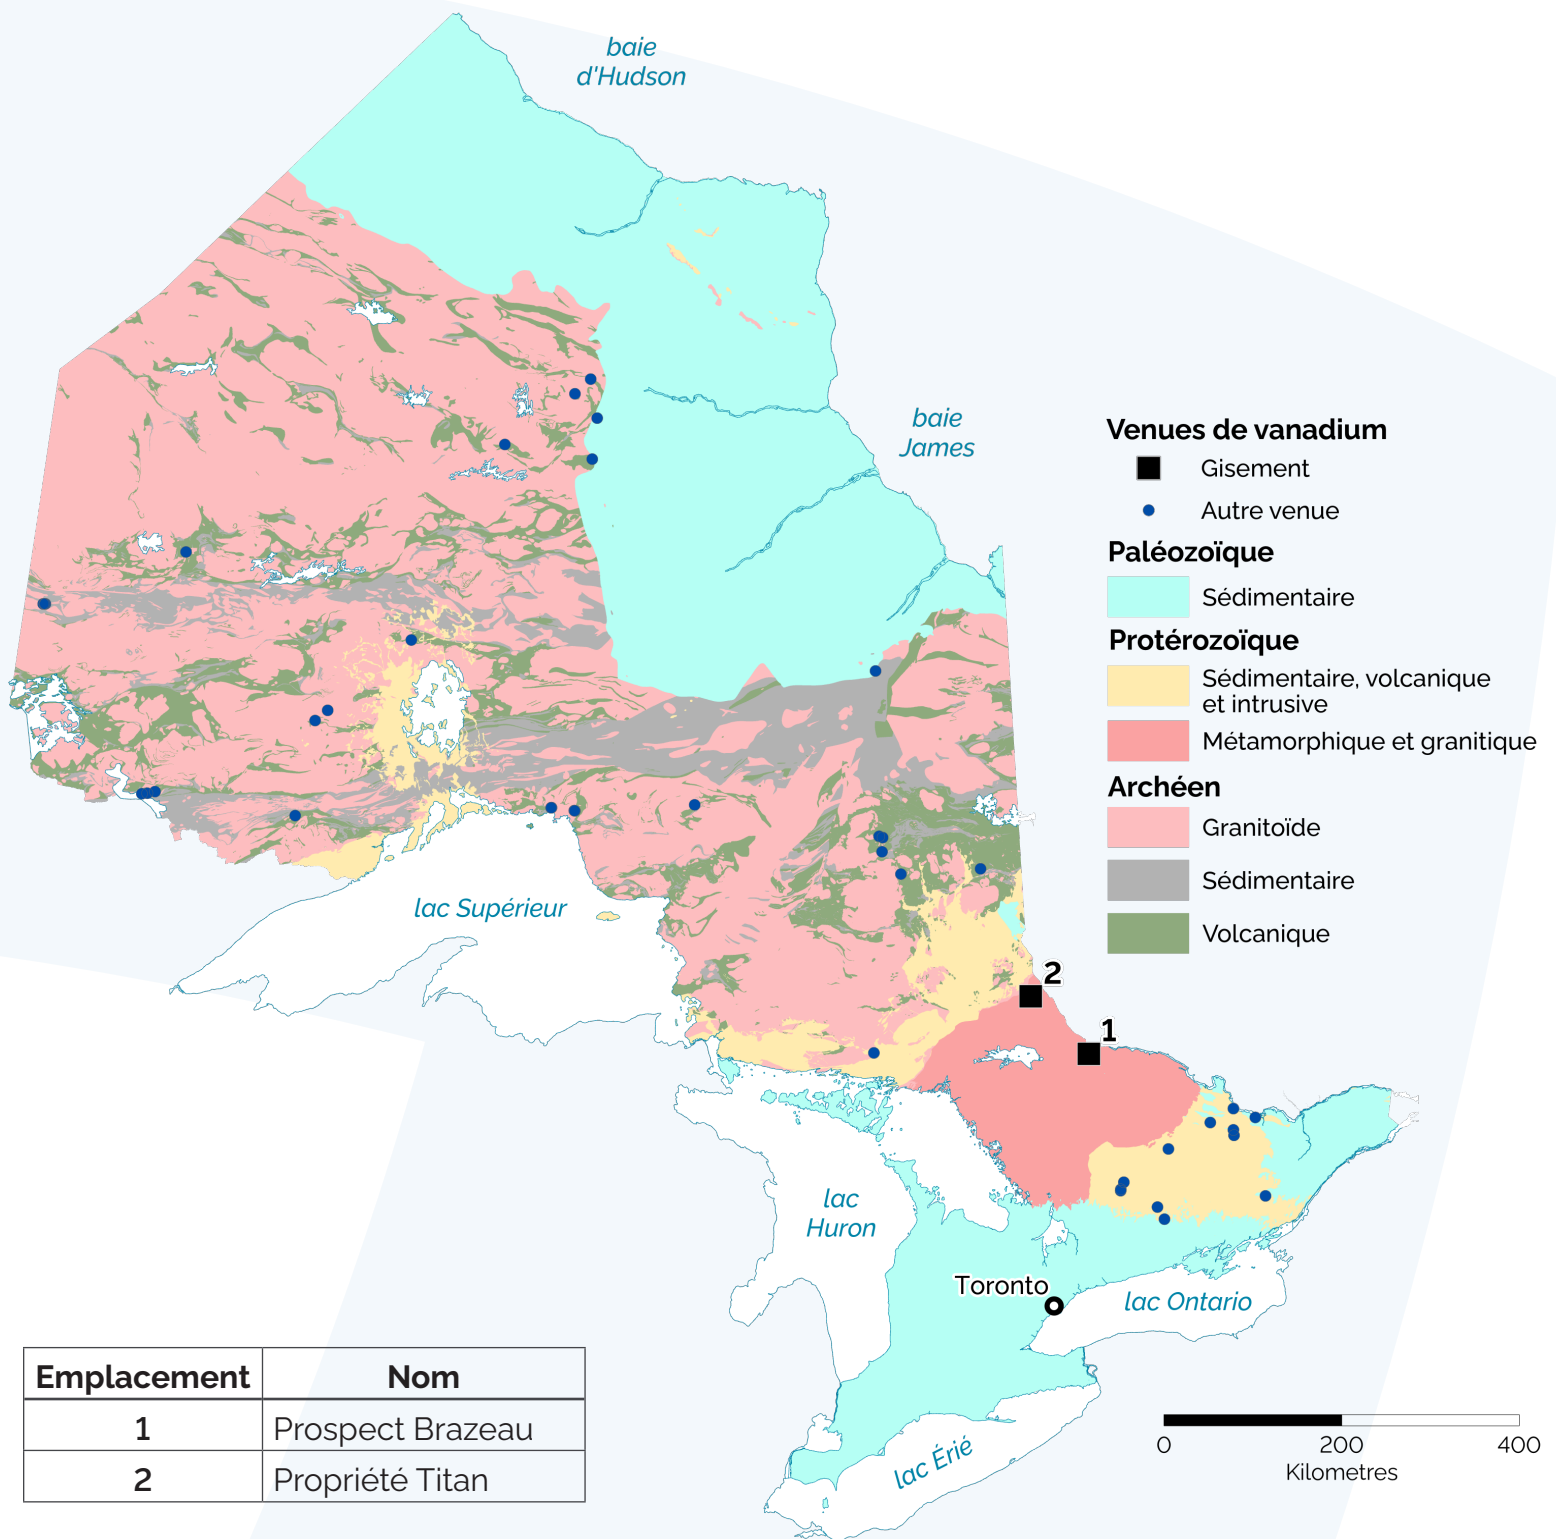 baie
d'Hudson
baie
James
Venues de vanadium
Gisement
Autre venue
Paléozoïque
Sédimentaire
Protérozoïque
Sédimentaire, volcanique
et intrusive
Métamorphique et granitique
Archéen
Granitoïde
Sédimentaire
Volcanique
lac Supérieur
2
1
lac
Huron
Toronto
lac Ontario
lac Érié
Emplacement Nom
1 Prospect Brazeau
2 Propriété Titan
0 200 400
Kilometres